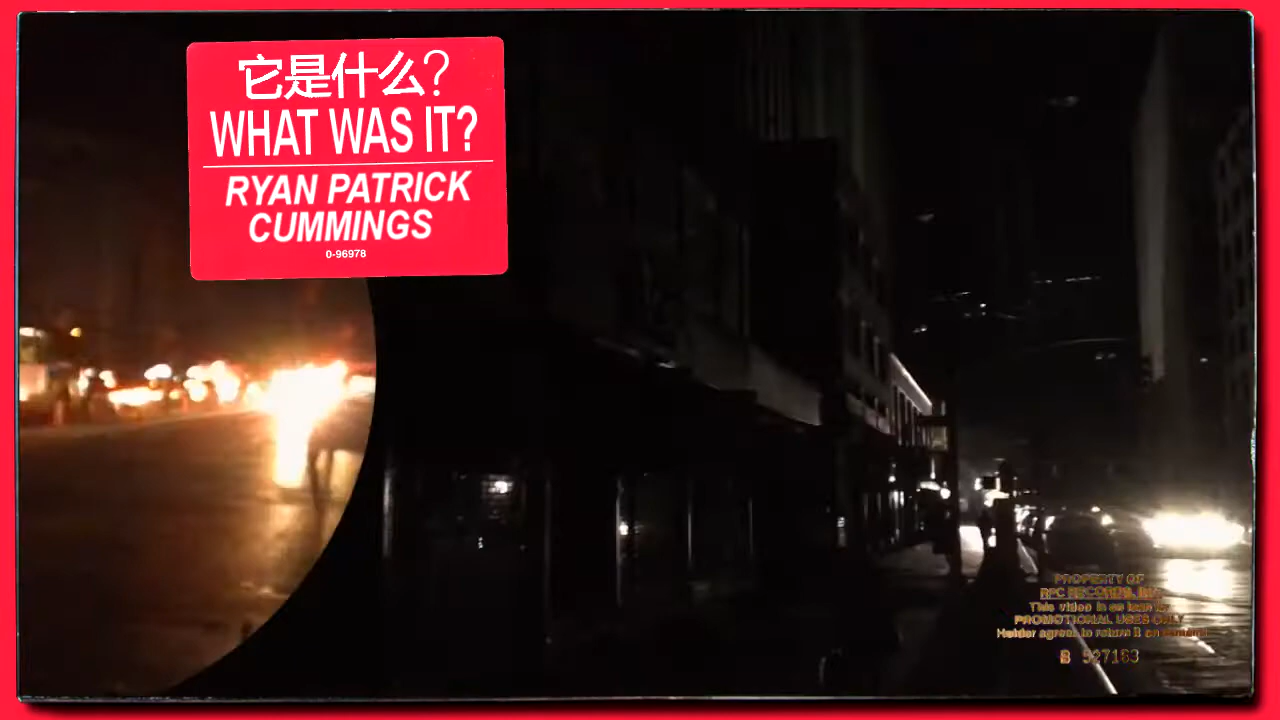 它是什么?
WHAT WAS IT?
RYAN PATRICK
CUMMINGS
0-96978
PROPERTY OF
RPC RECORDS,
This video is on loan for
PROMOTIONAL USES ONLY
Holder agrees to return it on demand
B 527163